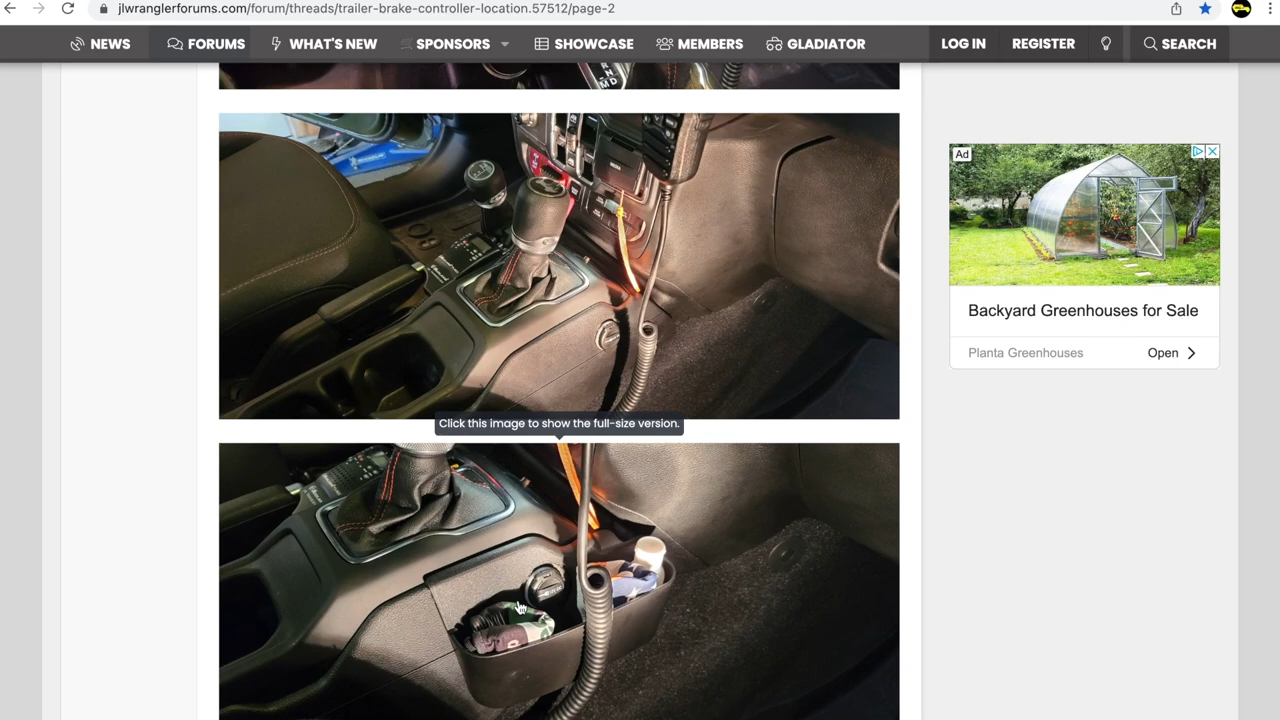 jlwranglerforums.com/forum/threads/trailer-brake-controller-location.57512/page-2
NEWS FORUMS WHAT'S NEW SPONSORS SHOWCASE MEMBERS GLADIATOR LOG IN REGISTER SEARCH
R
N
M D
MICHELIN
Ad
Backyard Greenhouses for Sale
Planta Greenhouses Open
Click this image to show the full-size version.